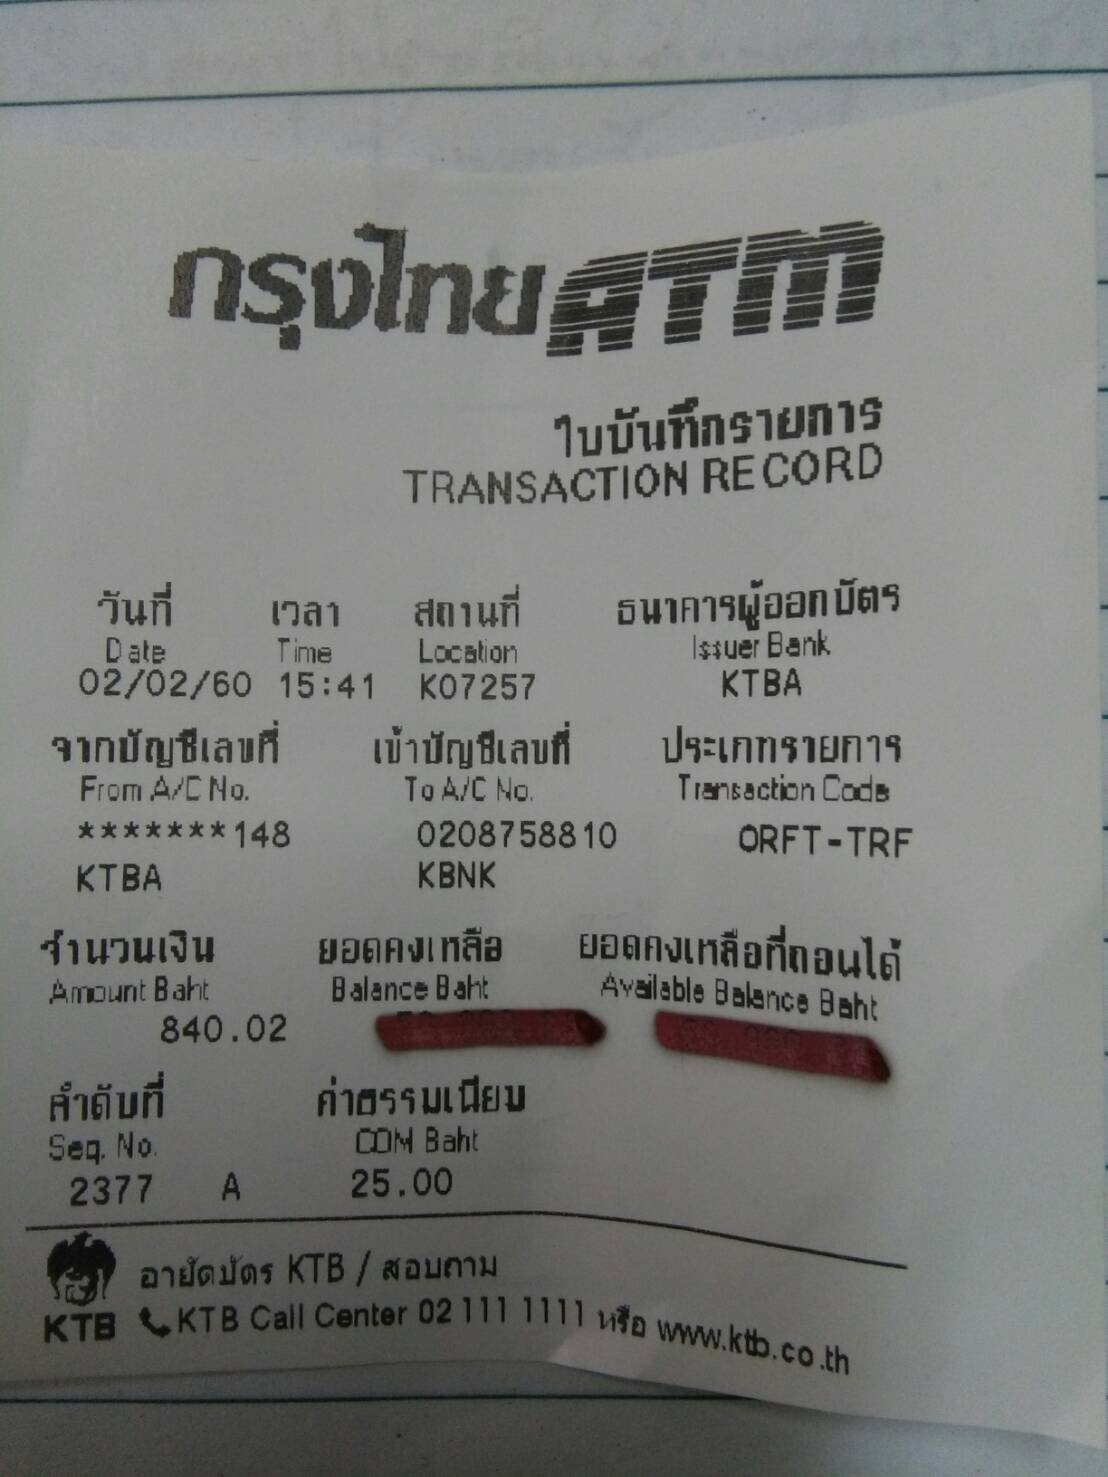 กรุงไทย ATM
ใบบันทึกรายการ
TRANSACTION RECORD
วันที่ เวลา สถานที่ ธนาคารผู้ออกบัตร
Date Time Location Issuer Bank
02/02/60 15:41 K07257 KTBA
จากบัญชีเลขที่ เข้าบัญชีเลขที่ ประเภทรายการ
From A/C No. To A/C No. Transaction Code
*******148 0208758810 ORFT-TRF
KTBA KBNK
จำนวนเงิน ยอดคงเหลือ ยอดคงเหลือที่ถอนได้
Amount Baht Balance Baht Available Balance Baht
840.02
ลำดับที่ ค่าธรรมเนียม
Seq. No. COM Baht
2377 A 25.00
อายัดบัตร KTB / สอบถาม
KTB KTB Call Center 02 111 1111 หรือ www.ktb.co.th